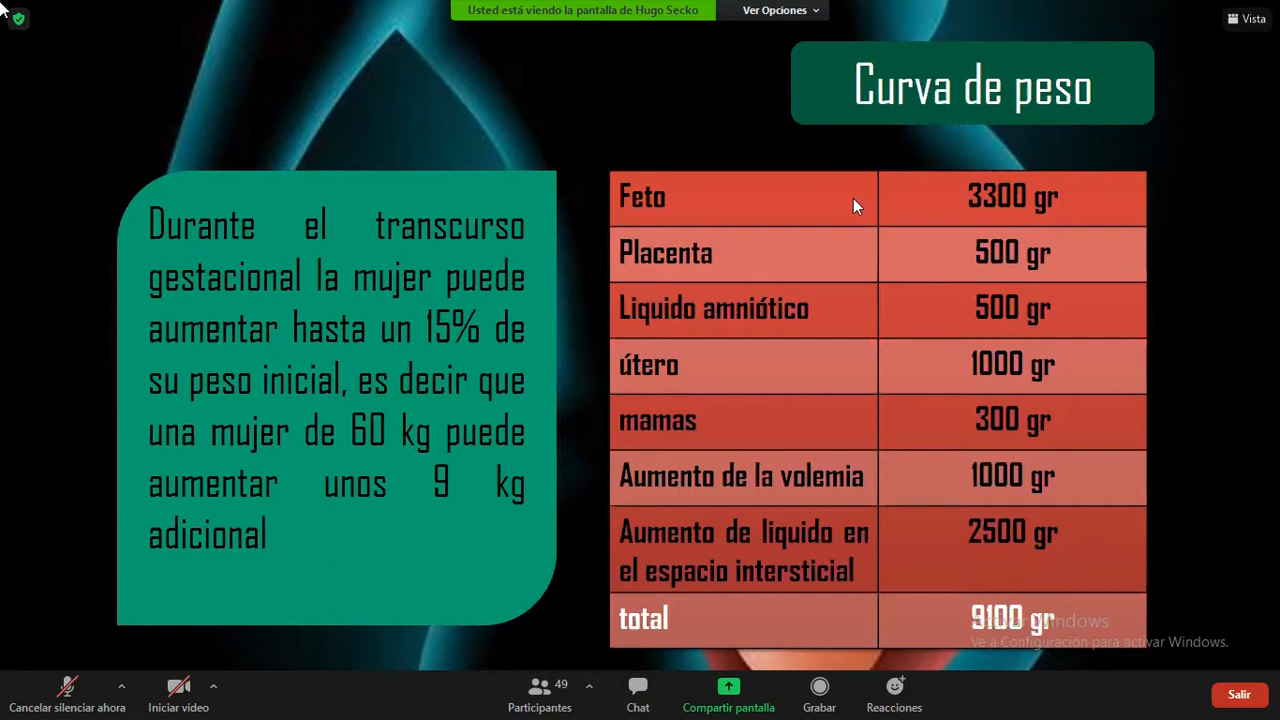 Usted está viendo la pantalla de Hugo Secko
Ver Opciones
Vista
Curva de peso
Durante el transcurso
gestacional la mujer puede
aumentar hasta un 15% de
su peso inicial, es decir que
una mujer de 60 kg puede
aumentar unos 9 kg
adicional
Feto 3300 gr
Placenta 500 gr
Liquido amniótico 500 gr
útero 1000 gr
mamas 300 gr
Aumento de la volemia 1000 gr
Aumento de liquido en 2500 gr
el espacio intersticial
total 9100 gr
Activar Windows
Ve a Configuración para activar Windows.
Cancelar silenciar ahora
Iniciar video
49
Participantes
Chat
Compartir pantalla
Grabar
Reacciones
Salir